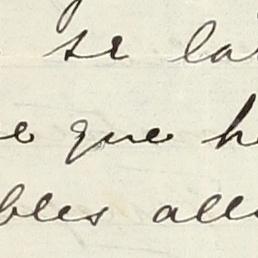 se la
e que h
bles all